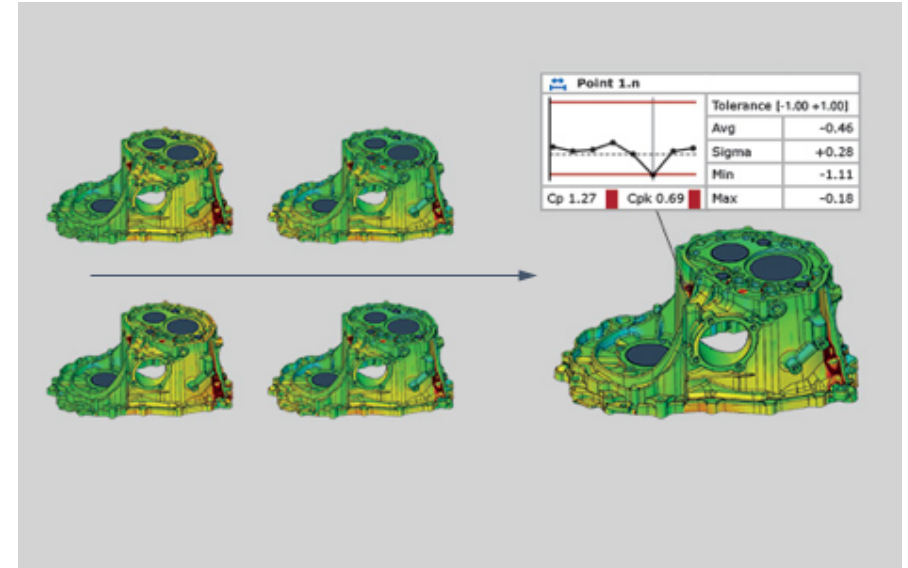 Point 1.n
Tolerance [-1.00 +1.00]
Avg -0.46
Sigma +0.28
Min -1.11
Cp 1.27 Cpk 0.69 Max -0.18